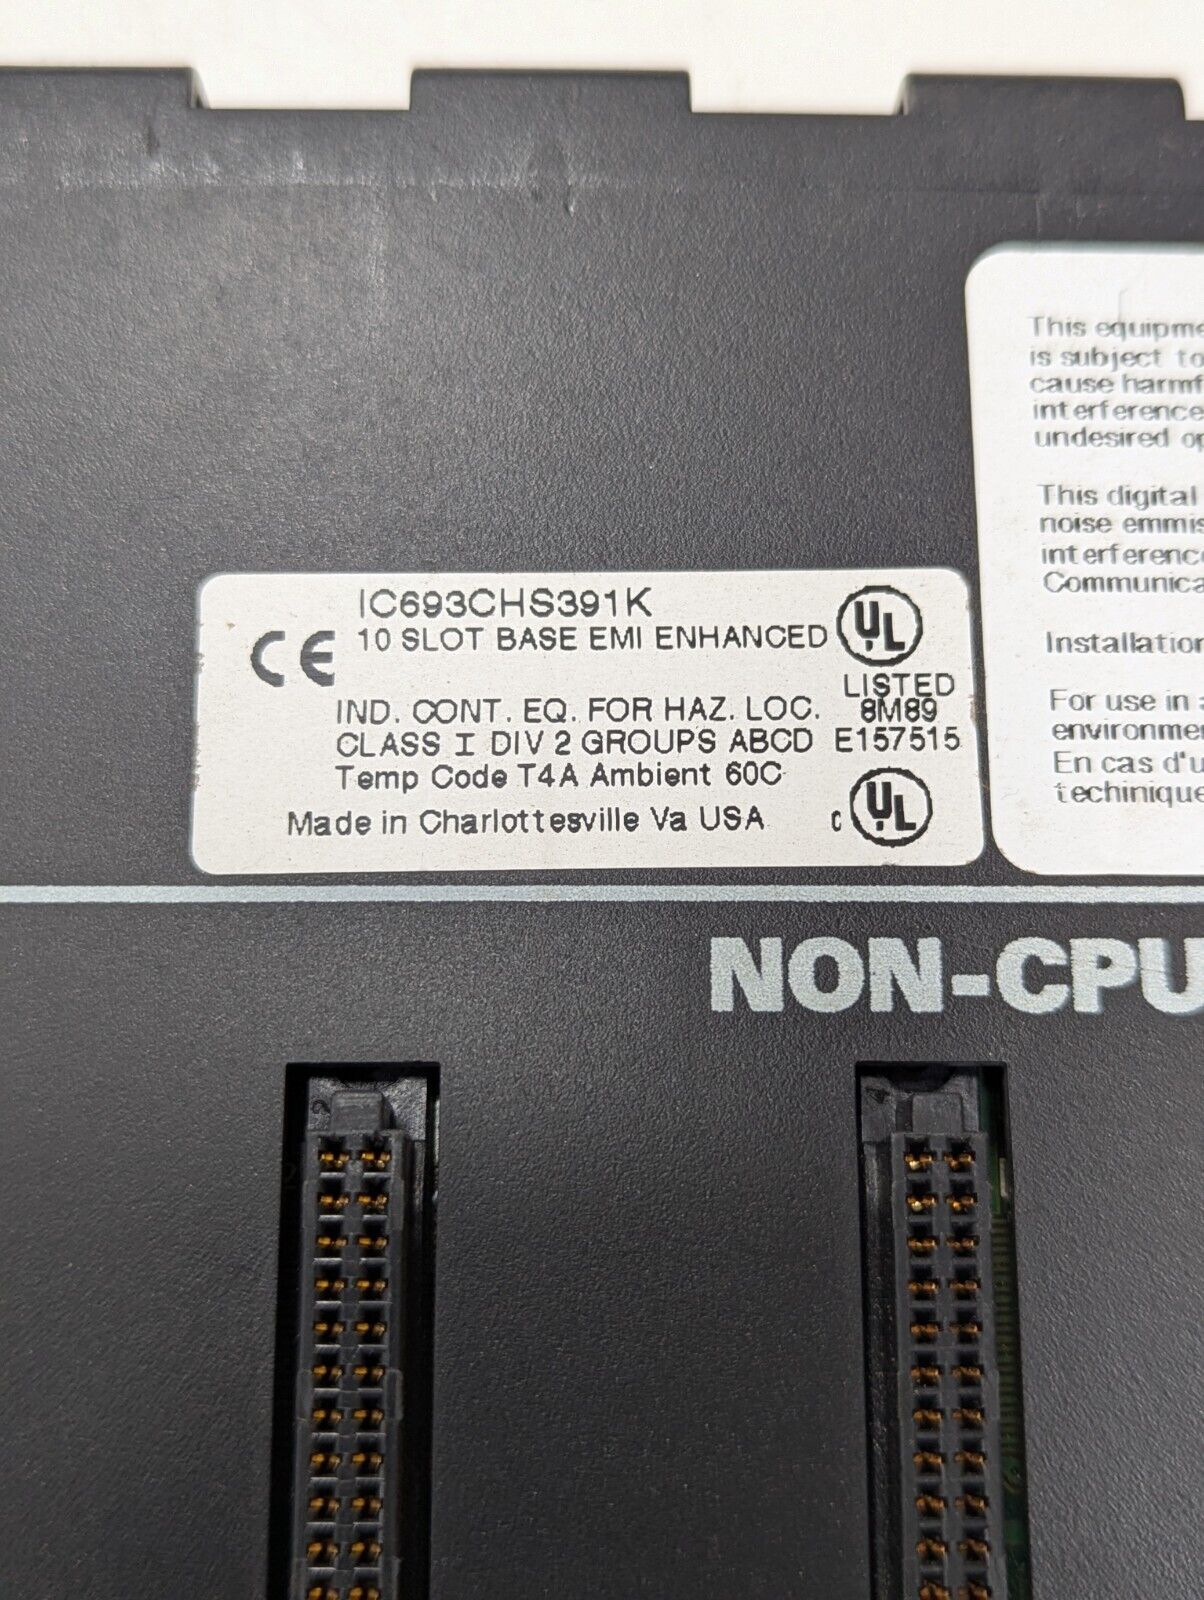 IC693CHS391K
10 SLOT BASE EMI ENHANCED
CE
UL
LISTED
IND. CONT. EQ. FOR HAZ. LOC. 8M89
CLASS I DIV 2 GROUPS ABCD E157515
Temp Code T4A Ambient 60C
Made in Charlottesville Va USA
C UL
This equipme
is subject to
cause harmf
interference
undesired op
This digital
noise emmis
interference
Communica
Installation
For use in a
environme
En cas d'u
techinique
NON-CPU